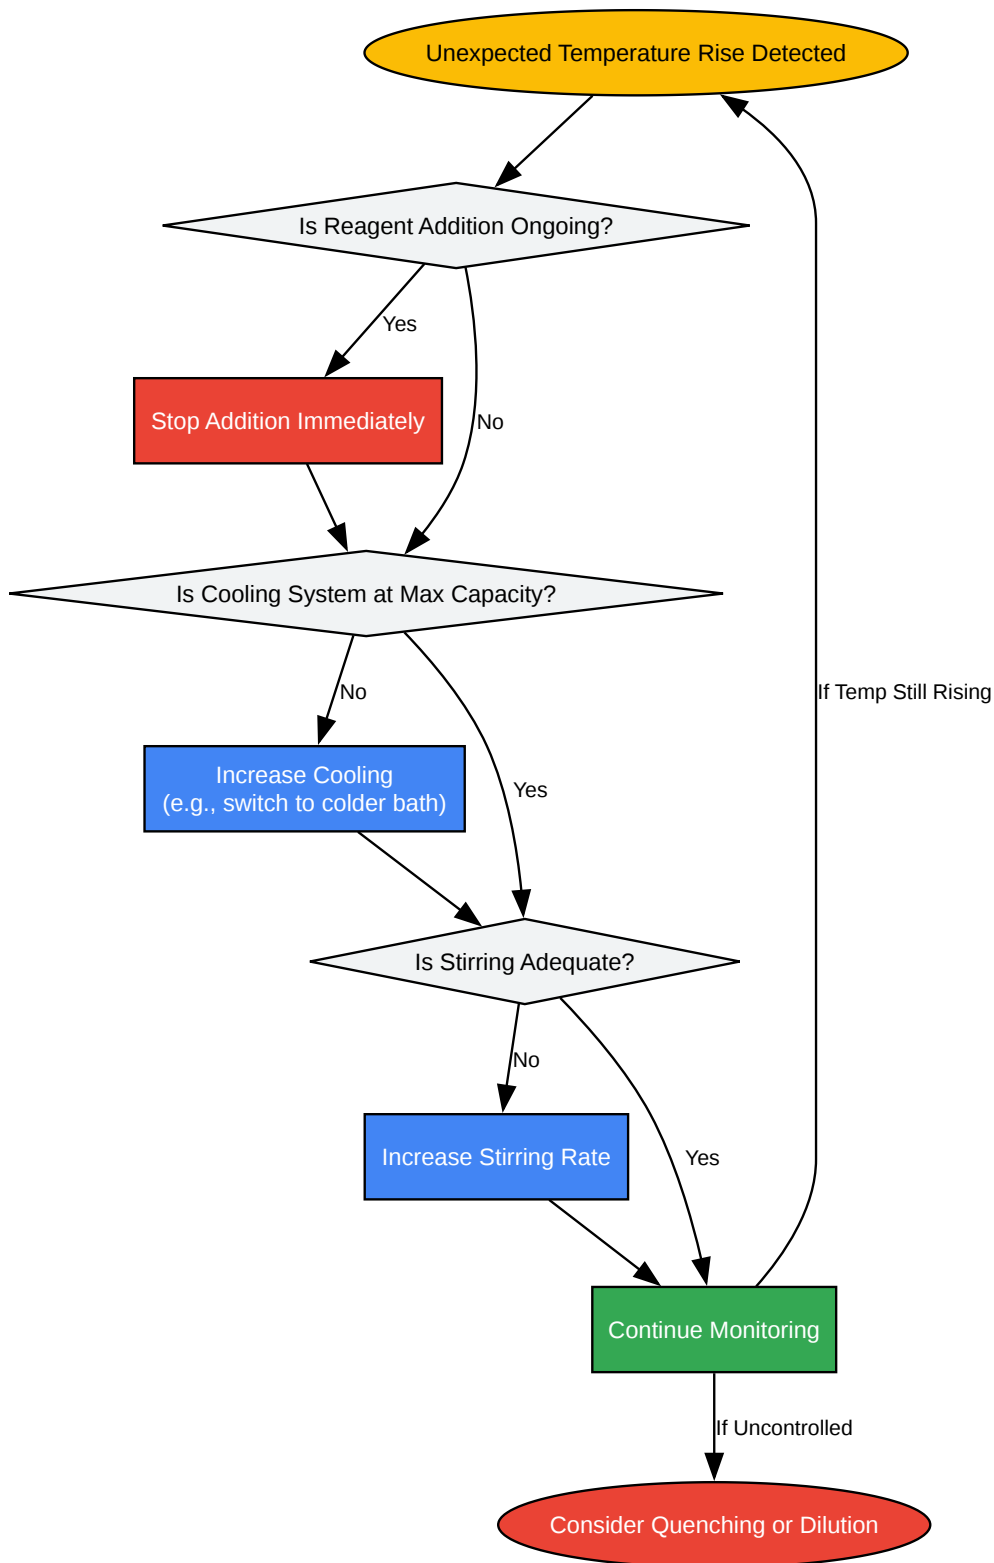 Unexpected Temperature Rise Detected
Is Reagent Addition Ongoing?
Yes
Stop Addition Immediately
No
Is Cooling System at Max Capacity?
No
If Temp Still Rising
Increase Cooling
(e.g., switch to colder bath)
Yes
Is Stirring Adequate?
No
Increase Stirring Rate
Yes
Continue Monitoring
If Uncontrolled
Consider Quenching or Dilution